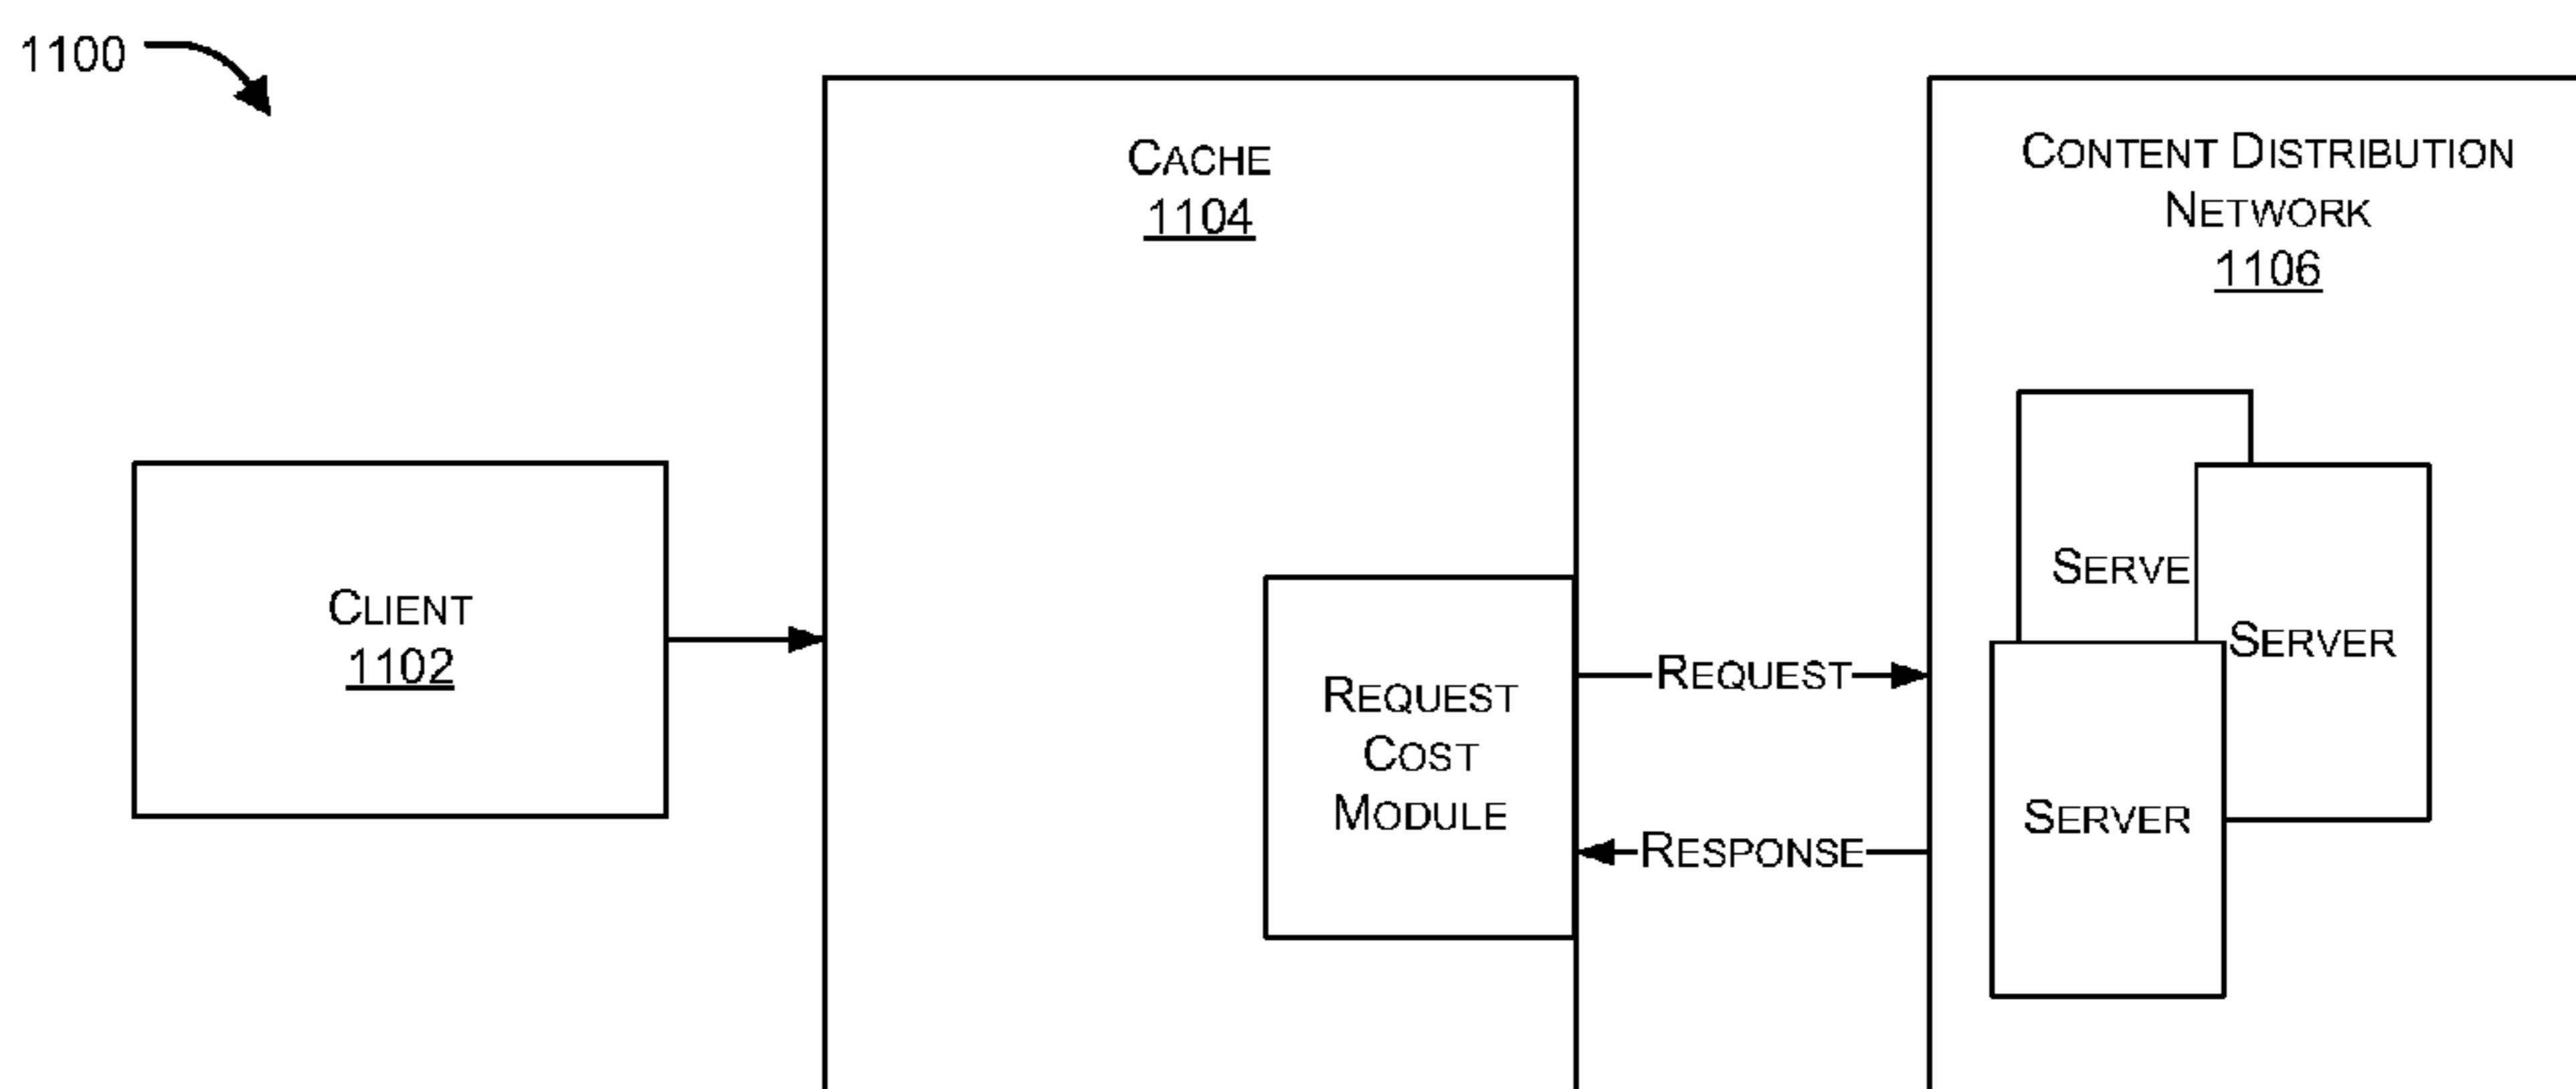 1100
CACHE
1104
CONTENT DISTRIBUTION
NETWORK
1106
CLIENT
1102
REQUEST
COST
MODULE
REQUEST
RESPONSE
SERVE
SERVER
SERVER